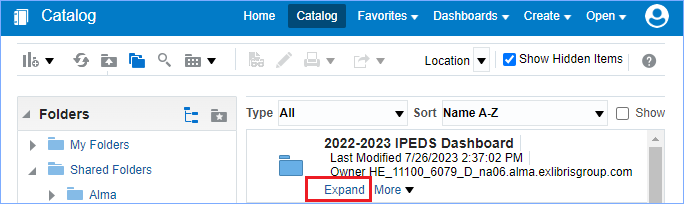 Catalog Home Catalog Favorites Dashboards Create Open
Location Show Hidden Items
Folders
My Folders
Shared Folders
Alma
Type All Sort Name A-Z Show
2022-2023 IPEDS Dashboard
Last Modified 7/26/2023 2:37:02 PM
Owner HE_11100_6079_D_na06.alma.exlibrisgroup.com
Expand More